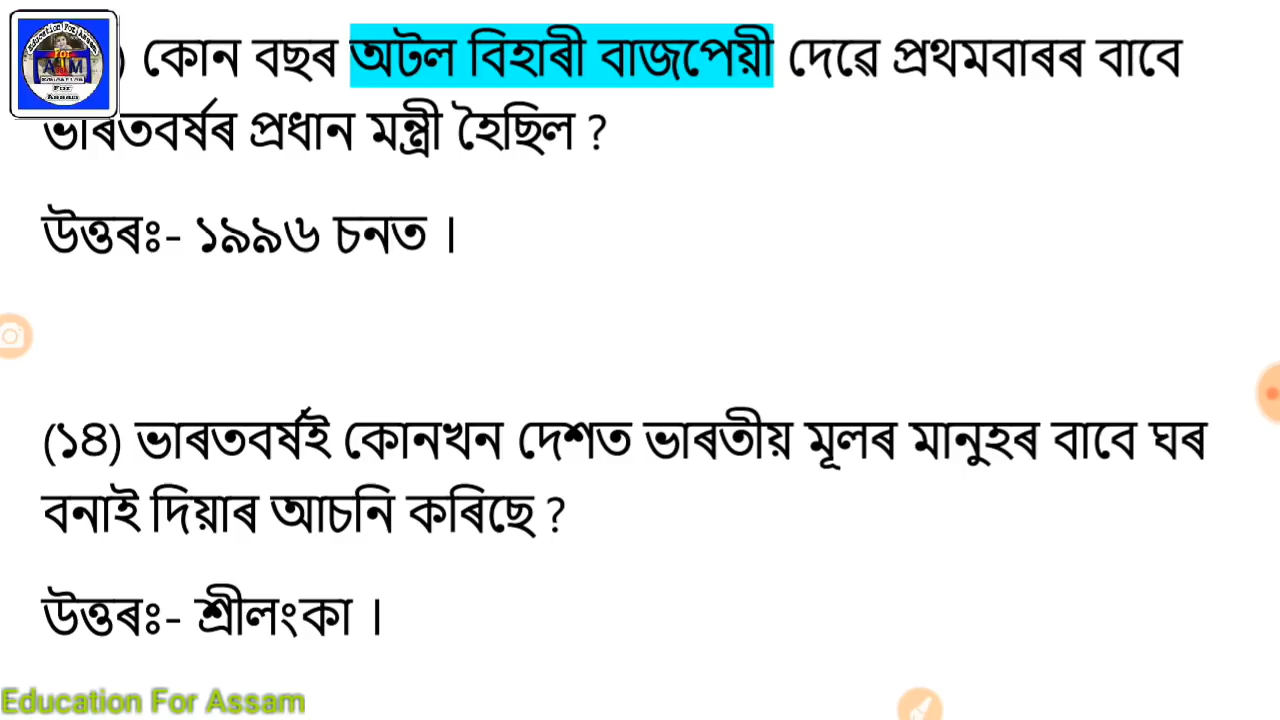 ) কোন বছৰ অটল বিহাৰী বাজপেয়ী দেৱে প্ৰথমবাৰৰ বাবে
ভাৰতবৰ্ষৰ প্ৰধান মন্ত্ৰী হৈছিল ?
উত্তৰঃ- ১৯৯৬ চনত ।
(১৪) ভাৰতবৰ্ষই কোনখন দেশত ভাৰতীয় মূলৰ মানুহৰ বাবে ঘৰ
বনাই দিয়াৰ আচনি কৰিছে ?
উত্তৰঃ- শ্ৰীলংকা ।
Education For Assam